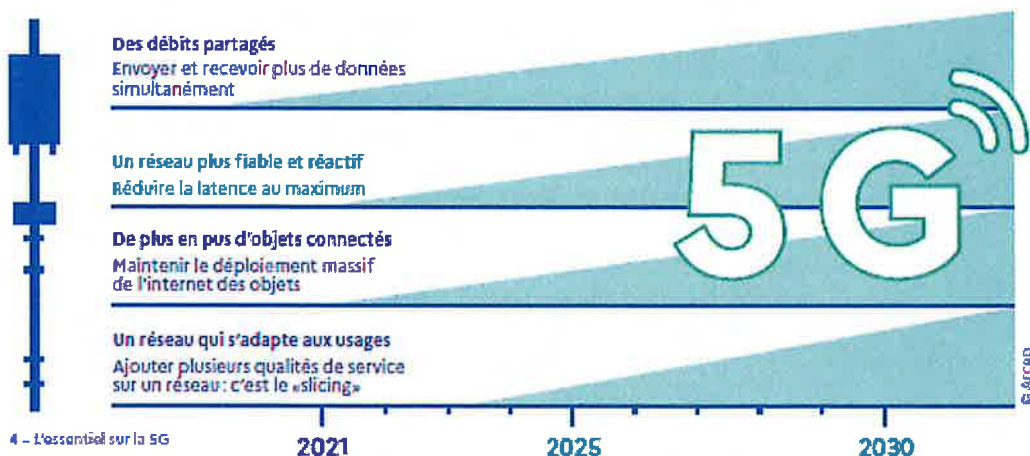 Des débits partagés
Envoyer et recevoir plus de données
simultanément
Un réseau plus fiable et réactif
Réduire la latence au maximum
De plus en pus d'objets connectés
Maintenir le déploiement massif
de l'internet des objets
Un réseau qui s'adapte aux usages
Ajouter plusieurs qualités de service
sur un réseau : c'est le «slicing»
5G
© Arcep
2021 2025 2030
4 – L'essentiel sur la 5G